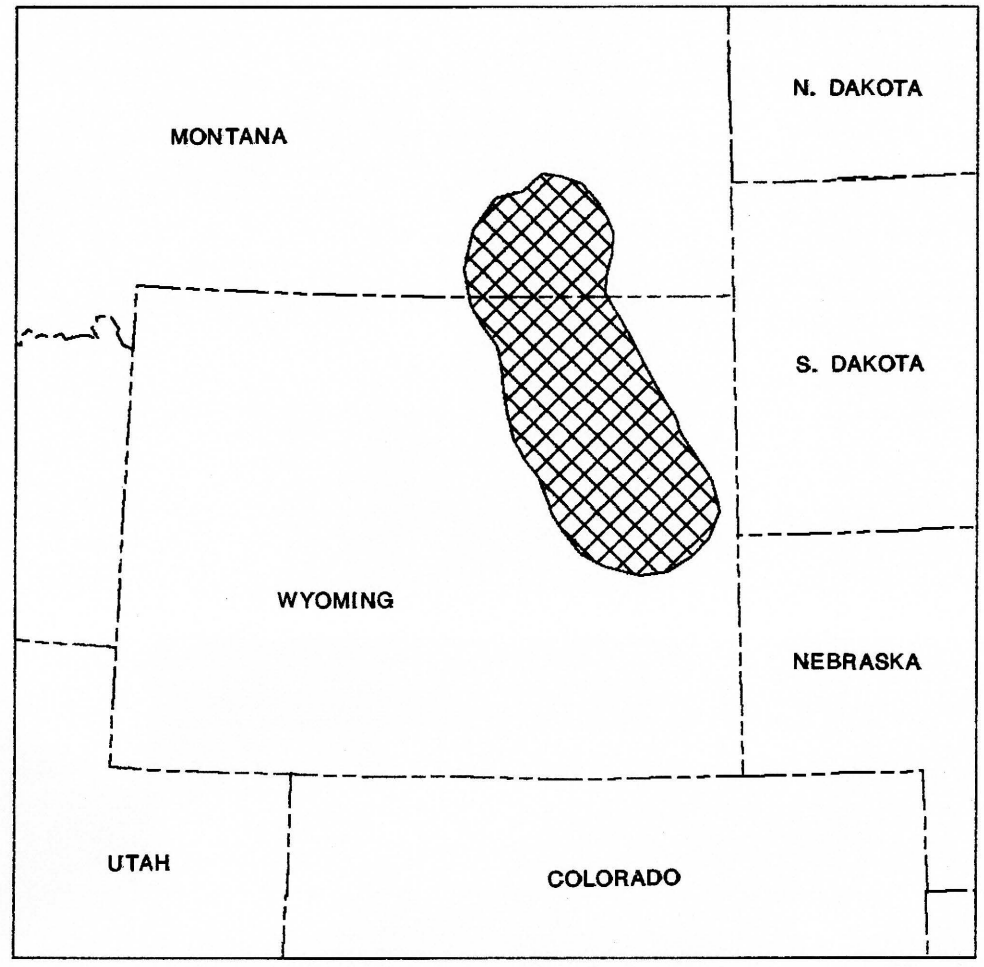 N. DAKOTA
MONTANA
S. DAKOTA
WYOMING
NEBRASKA
UTAH
COLORADO